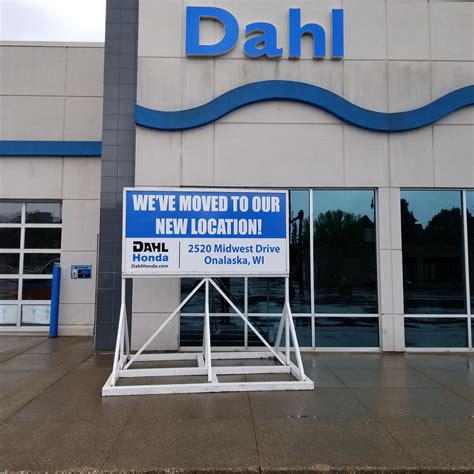 Dahl
WE'VE MOVED TO OUR
NEW LOCATION!
DAHL
Honda
DahlHonda.com
2520 Midwest Drive
Onalaska, WI